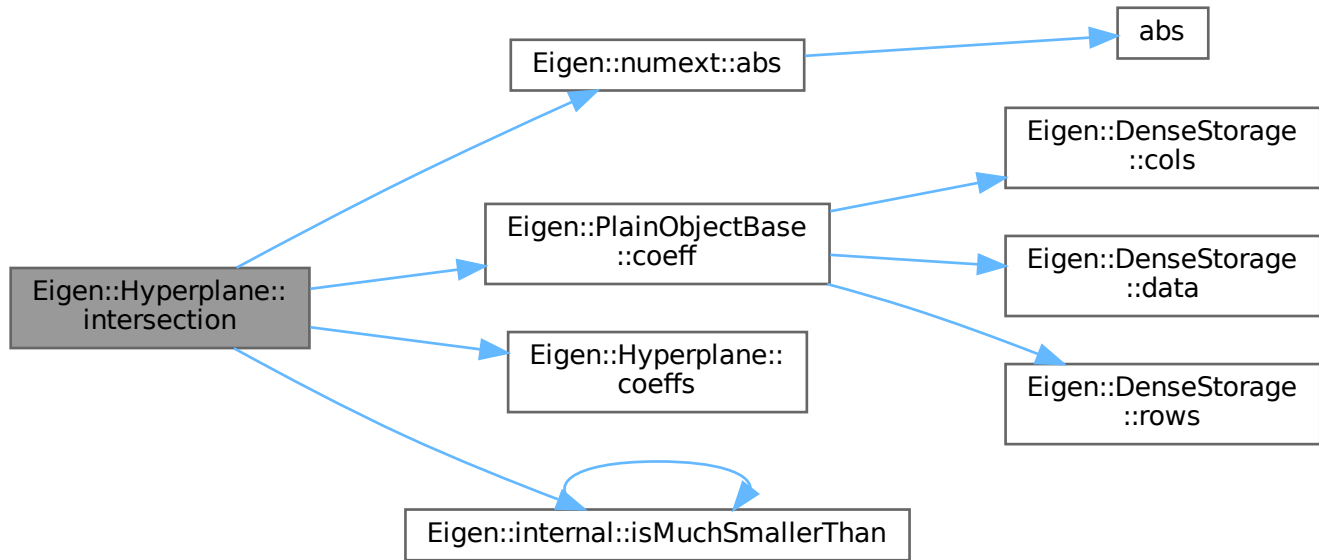 Eigen::Hyperplane::
intersection
Eigen::numext::abs
abs
Eigen::PlainObjectBase
::coeff
Eigen::DenseStorage
::cols
Eigen::DenseStorage
::data
Eigen::DenseStorage
::rows
Eigen::Hyperplane::
coeffs
Eigen::internal::isMuchSmallerThan